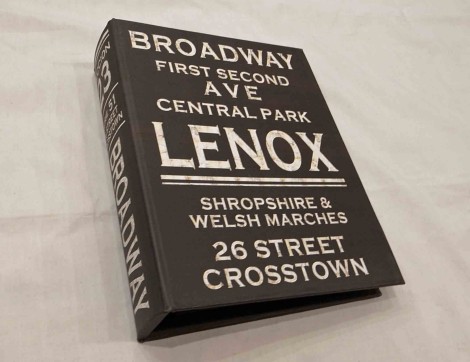 BROADWAY
FIRST SECOND
AVE
CENTRAL PARK
LENOX
SHROPSHIRE &
WELSH MARCHES
26 STREET
CROSSTOWN
BROADWAY